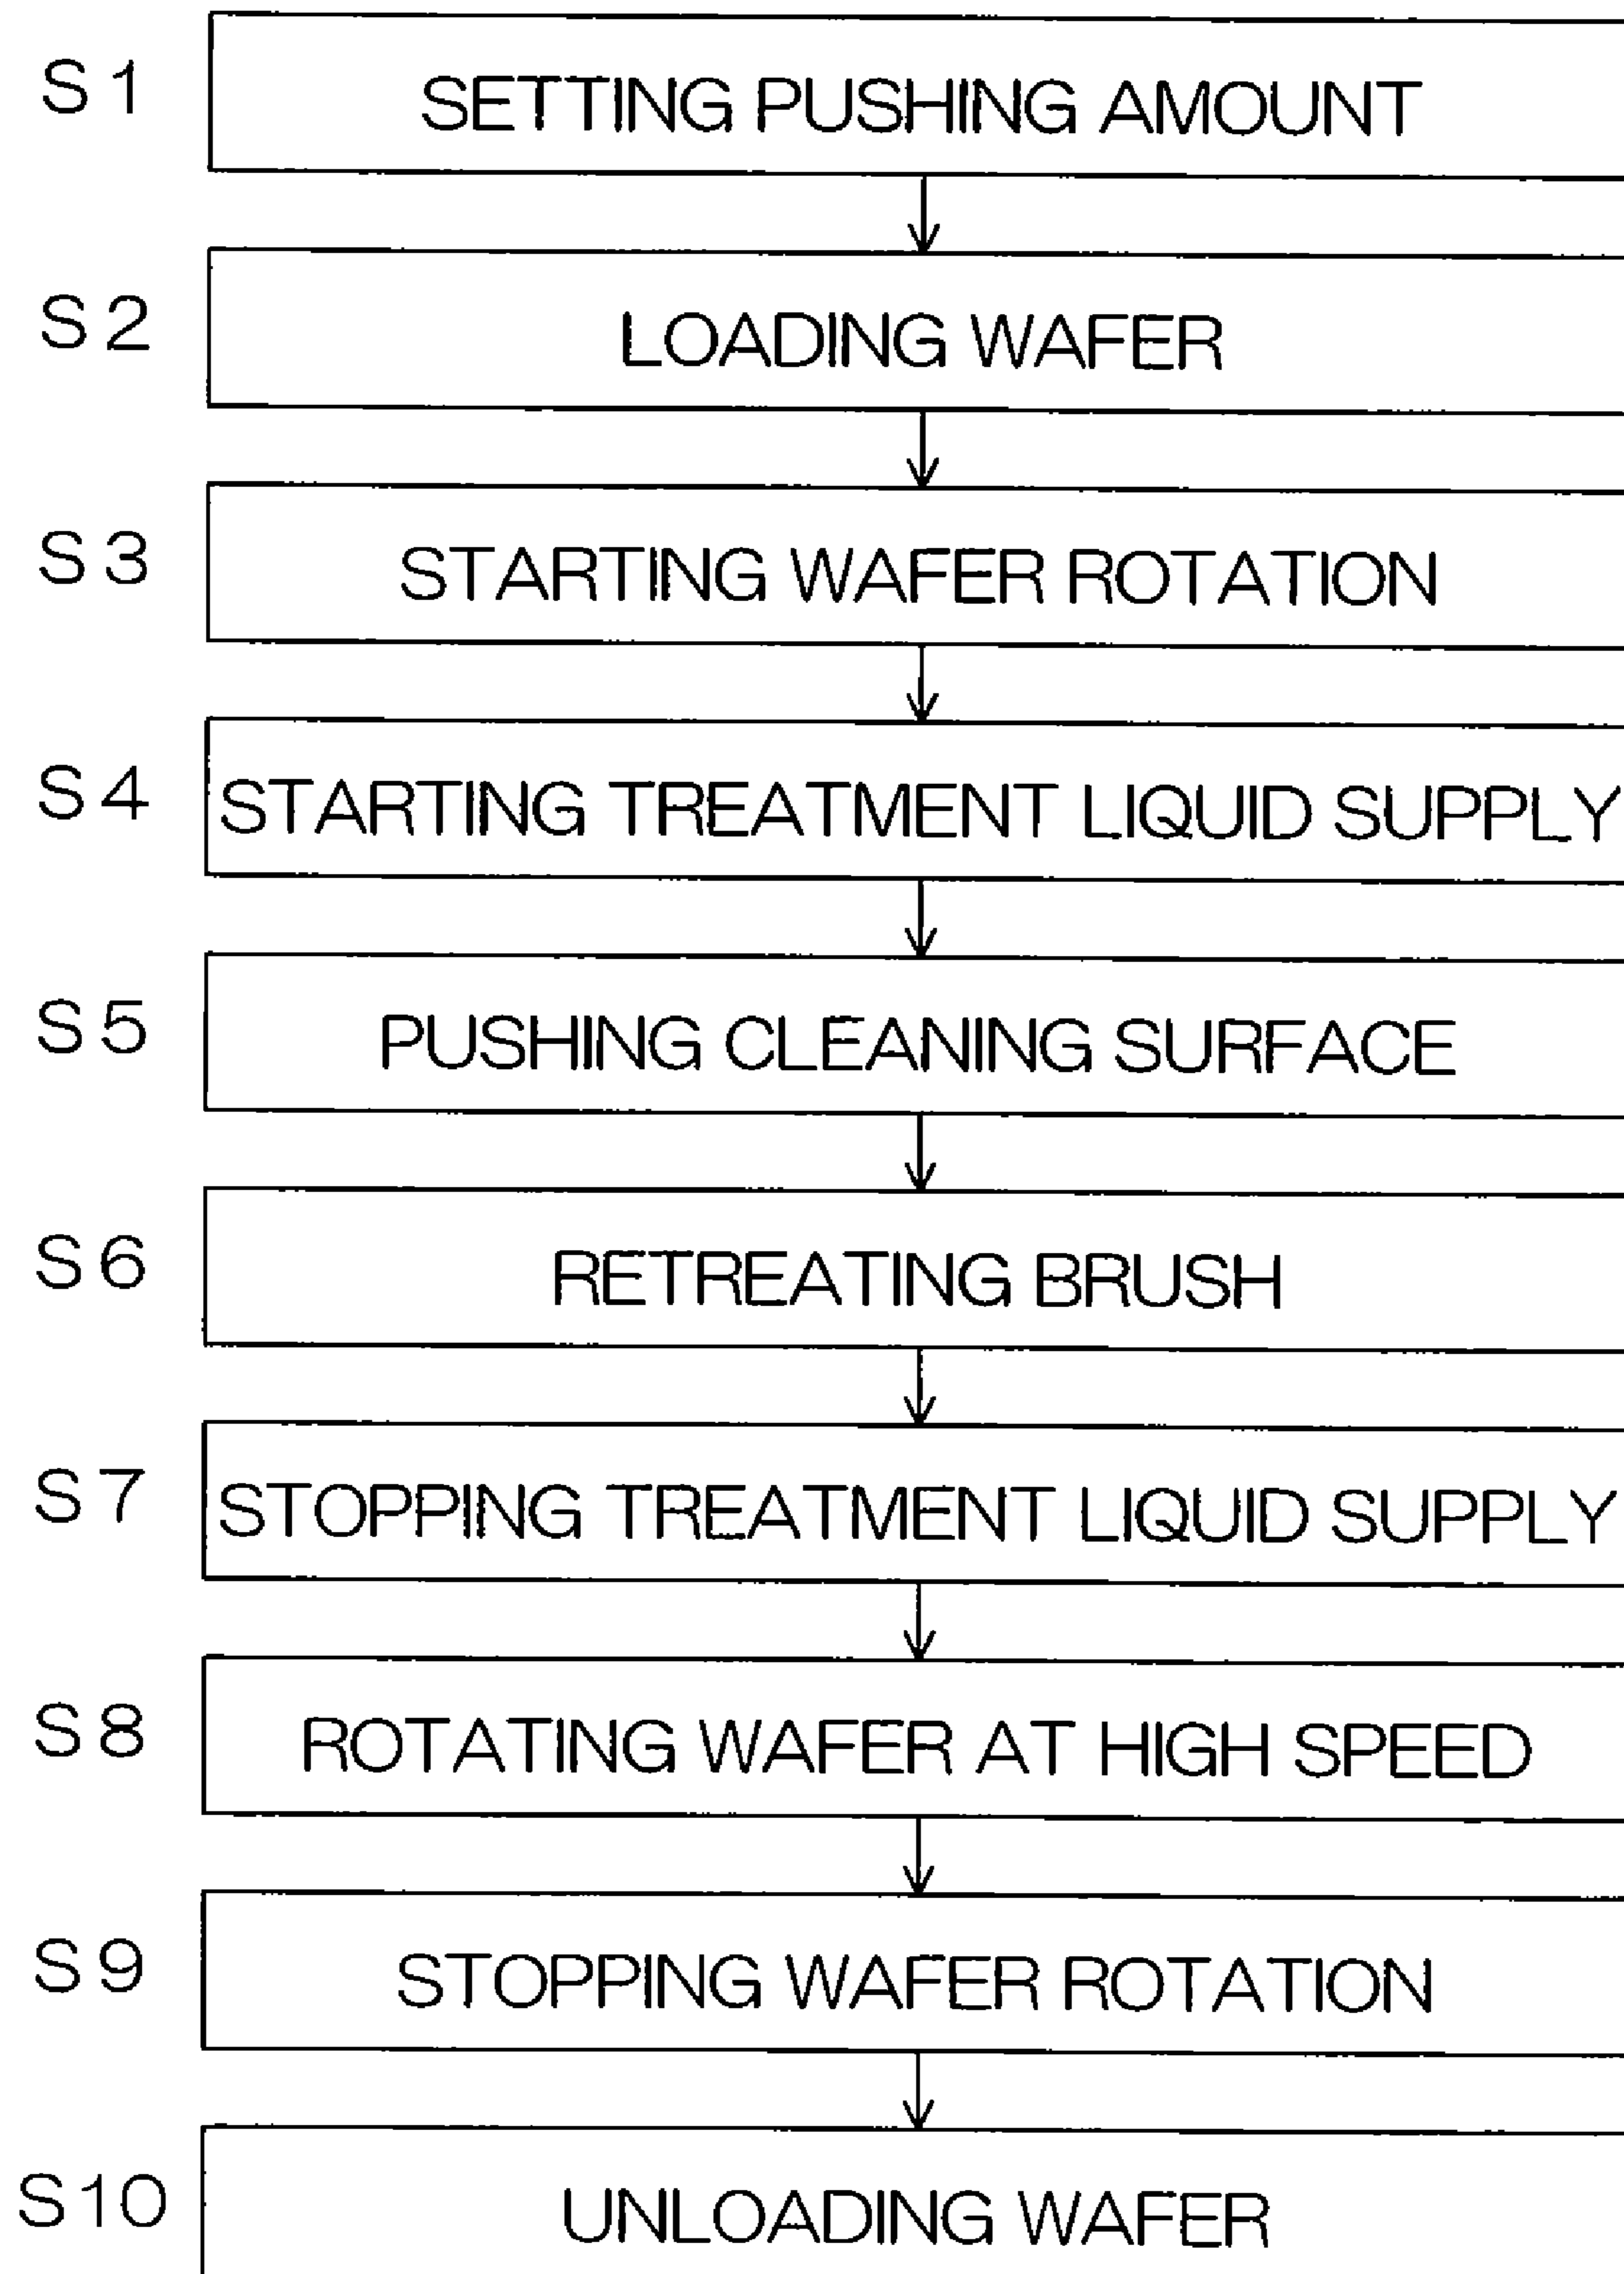 S1 SETTING PUSHING AMOUNT
S2 LOADING WAFER
S3 STARTING WAFER ROTATION
S4 STARTING TREATMENT LIQUID SUPPLY
S5 PUSHING CLEANING SURFACE
S6 RETREATING BRUSH
S7 STOPPING TREATMENT LIQUID SUPPLY
S8 ROTATING WAFER AT HIGH SPEED
S9 STOPPING WAFER ROTATION
S10 UNLOADING WAFER